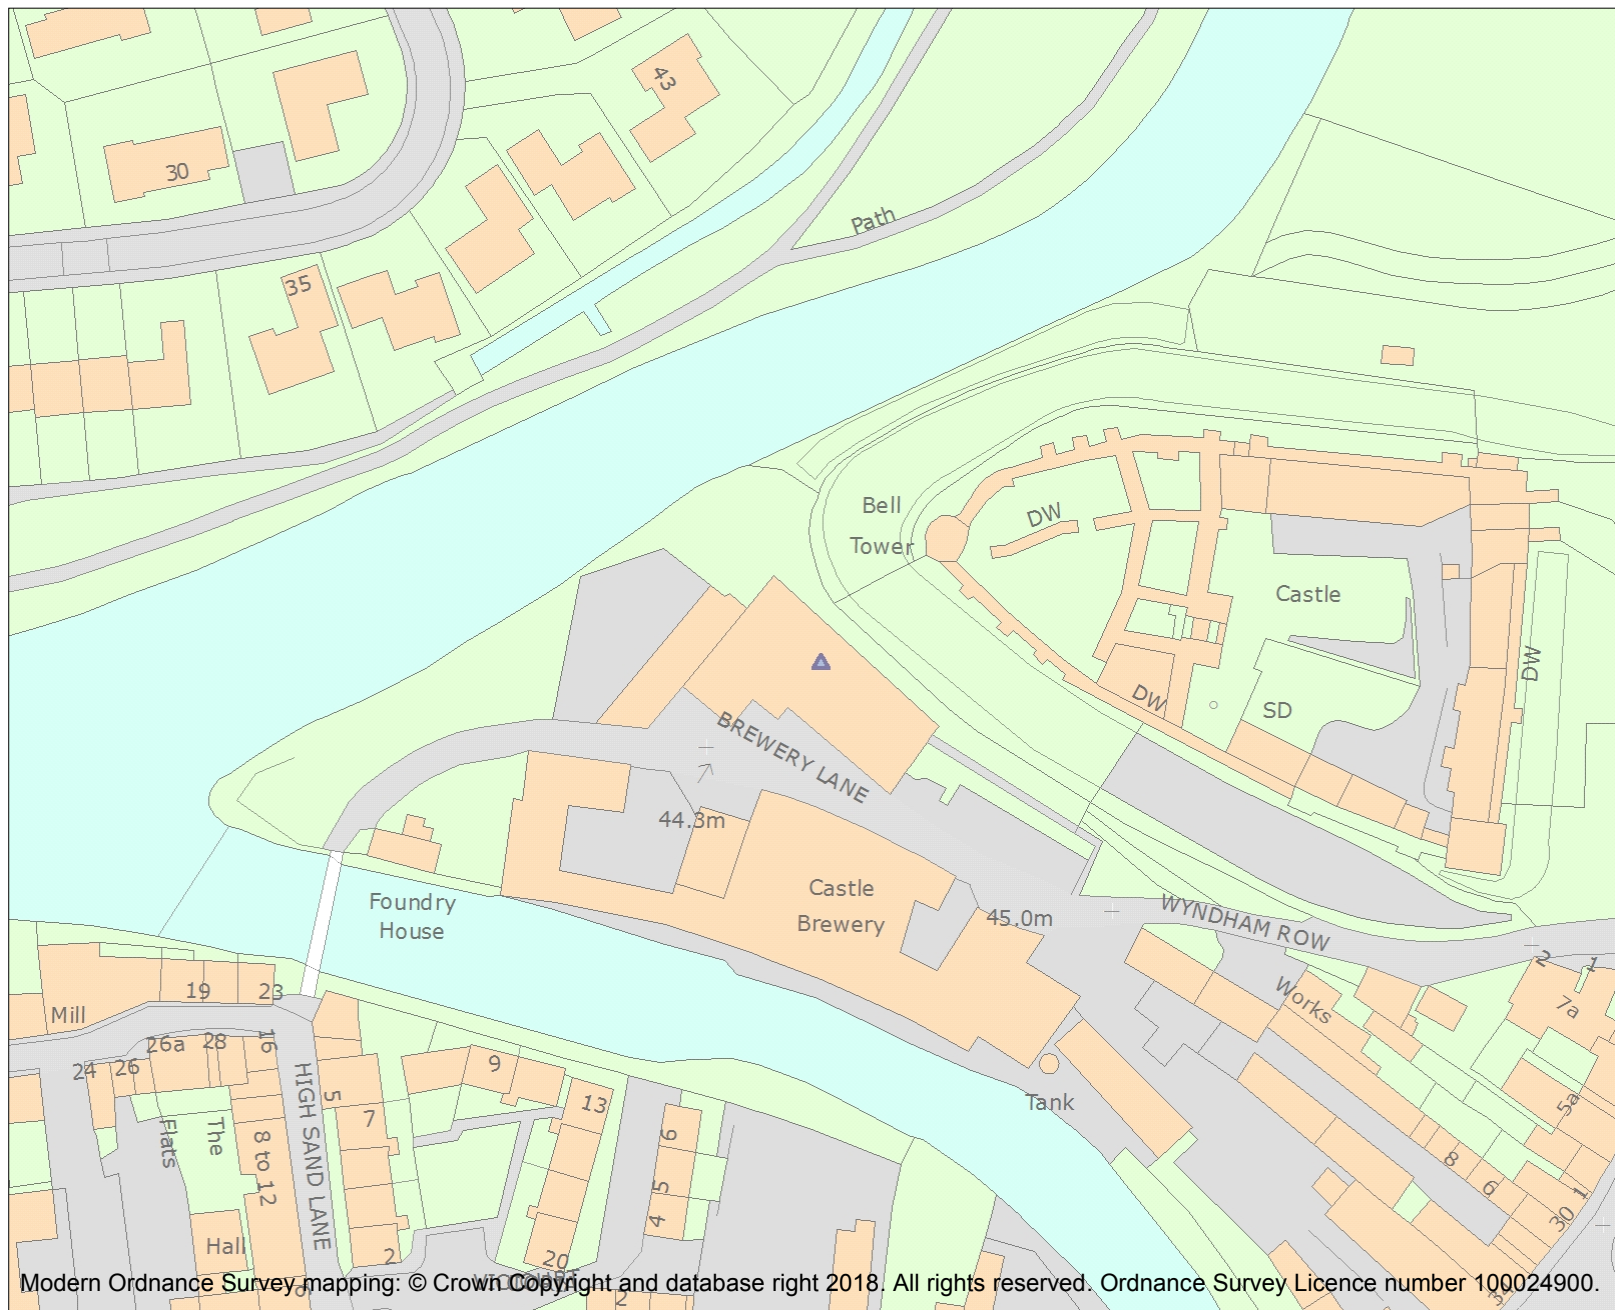 43
30
Path
35
Bell
Tower
DW
Castle
DW
DW
SD
BREWERY LANE
44.3m
Castle
Brewery
Foundry
House
45.0m
WYNDHAM ROW
2
1
Works
7a
19
23
Mill
26a
28
16
24
26
9
5
7
13
Tank
5a
The
Flats
8 to 12
HIGH SAND LANE
6
5
4
8
6
1
30
Hall
2
20
2
34
Modern Ordnance Survey mapping: © Crown Copyright and database right 2018. All rights reserved. Ordnance Survey Licence number 100024900.